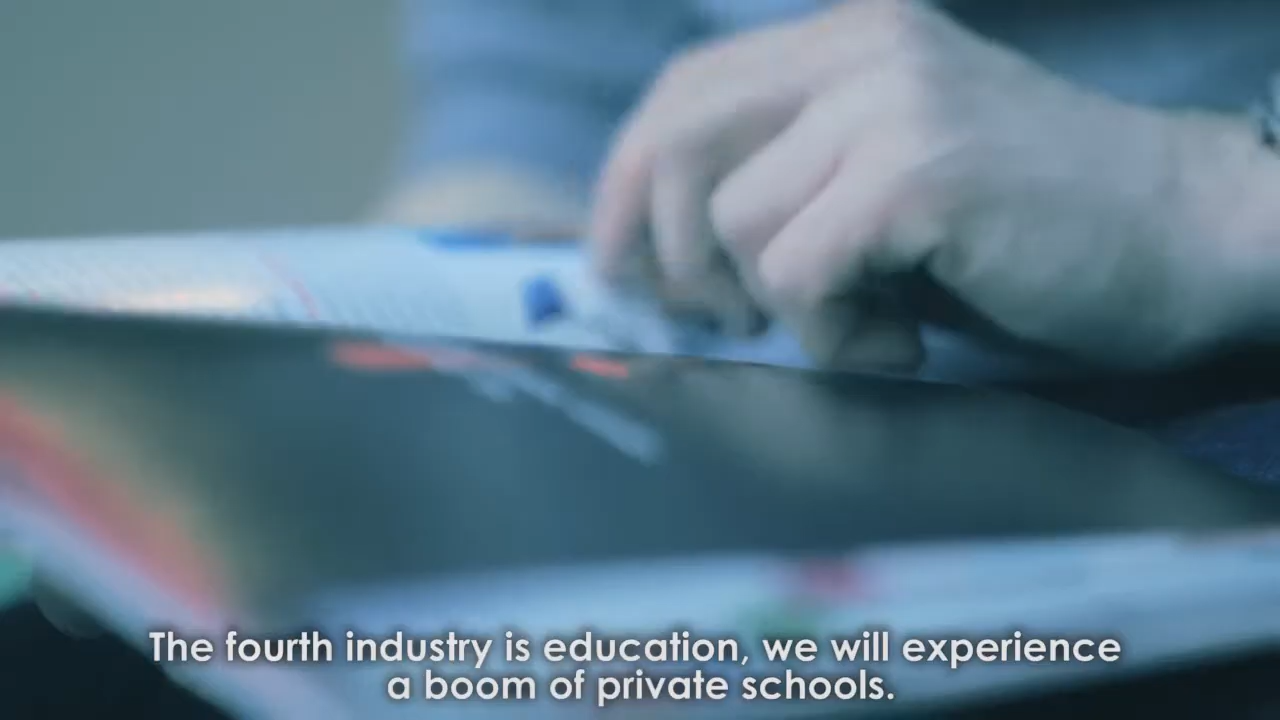 The fourth industry is education, we will experience
a boom of private schools.